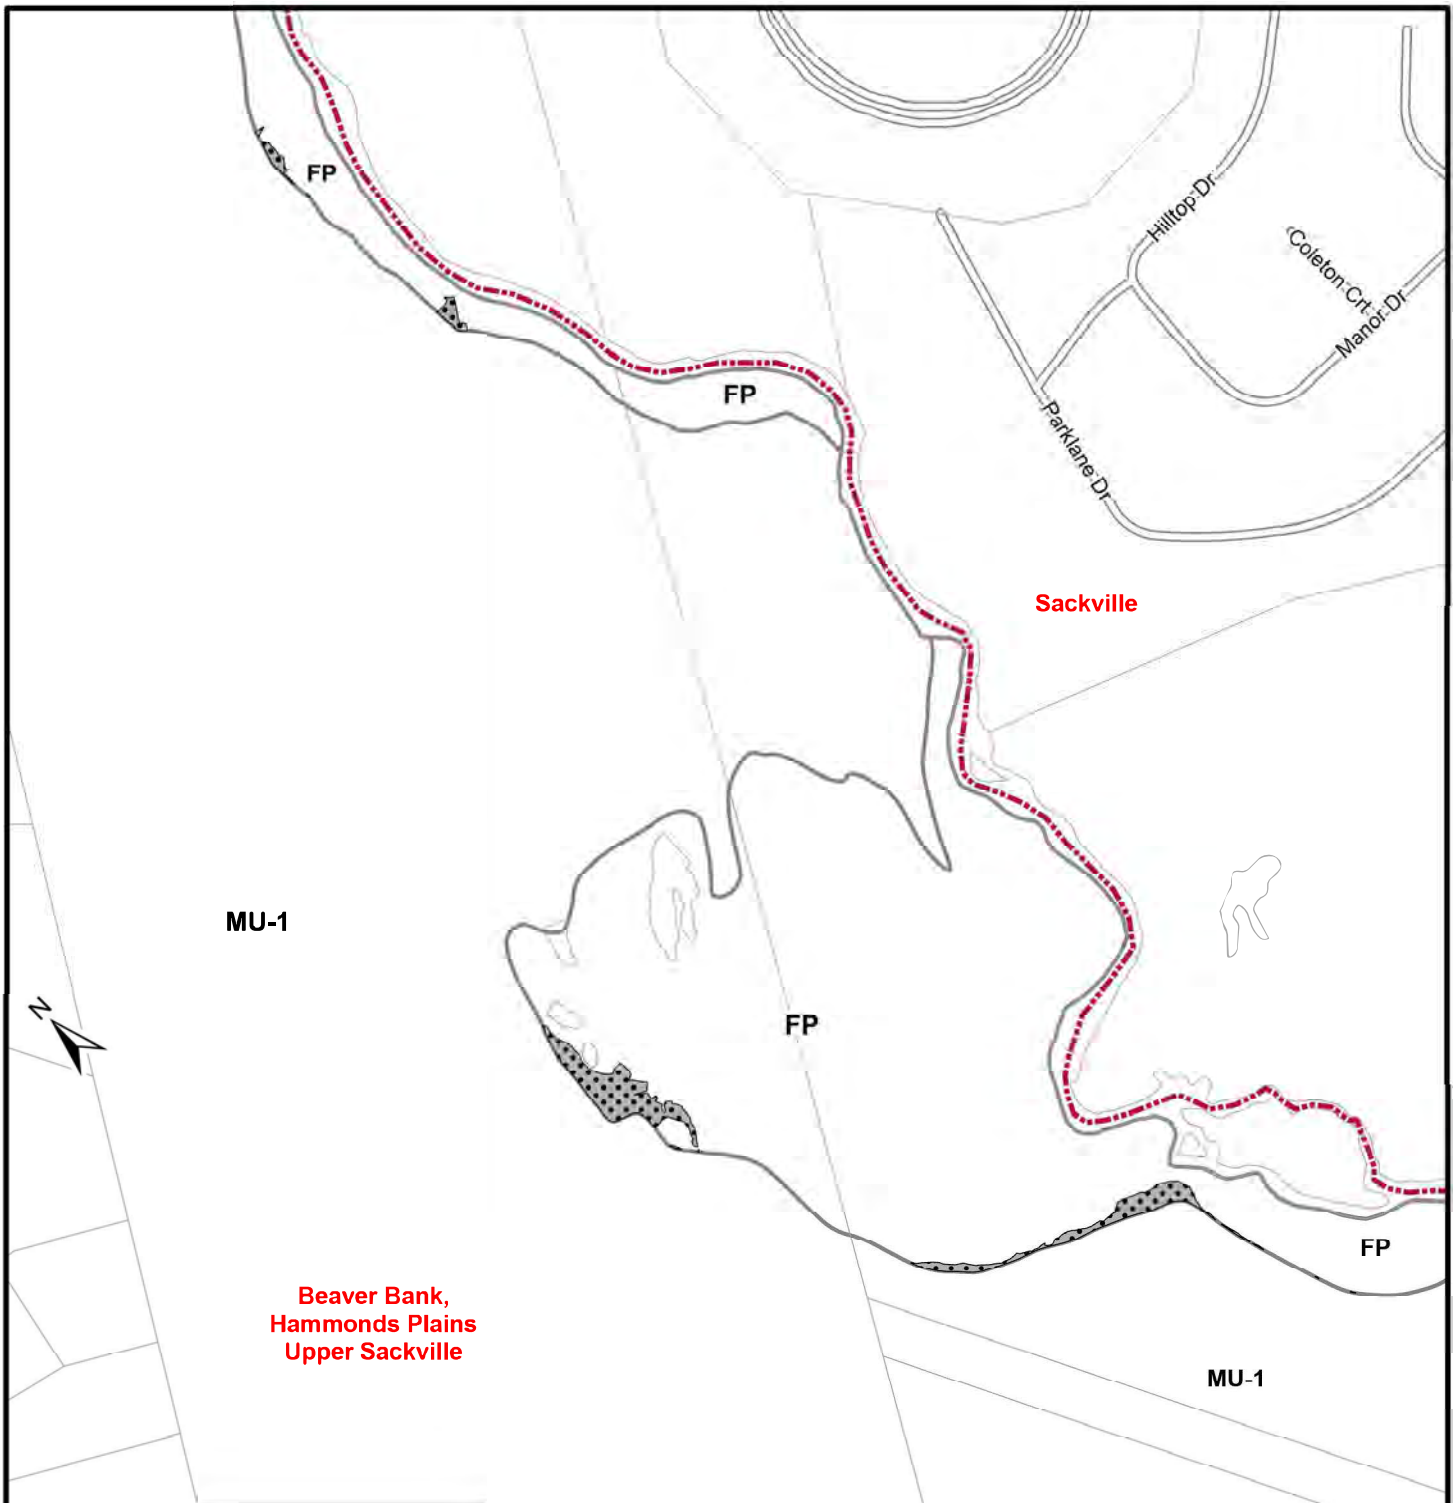 FP
Hilltop Dr
Coleton Crt
Manor Dr
FP
Parklane Dr
Sackville
MU-1
N
FP
FP
Beaver Bank,
Hammonds Plains
Upper Sackville
MU-1